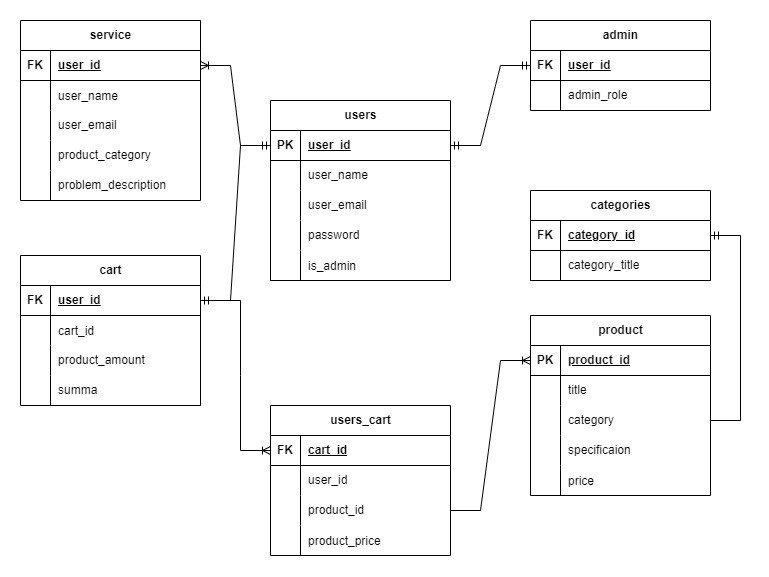 service
FK user_id
user_name
user_email
product_category
problem_description
users
PK user_id
user_name
user_email
password
is_admin
admin
FK user_id
admin_role
categories
FK category_id
category_title
cart
FK user_id
cart_id
product_amount
summa
users_cart
FK cart_id
user_id
product_id
product_price
product
PK product_id
title
category
specificaion
price